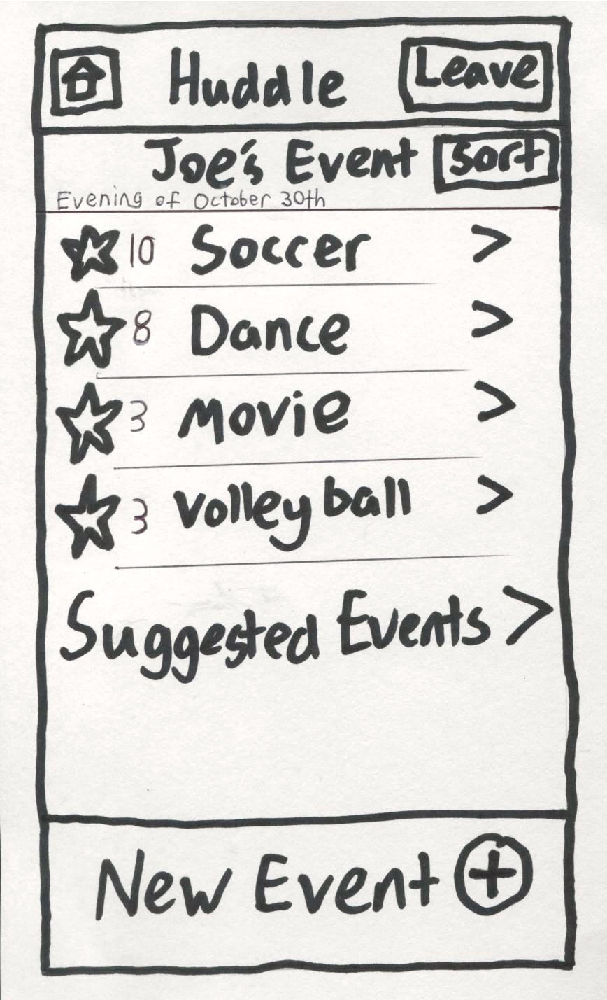 Huddle Leave
Joe's Event Sort
Evening of October 30th
10 Soccer >
8 Dance >
3 Movie >
3 Volleyball >
Suggested Events >
New Event +